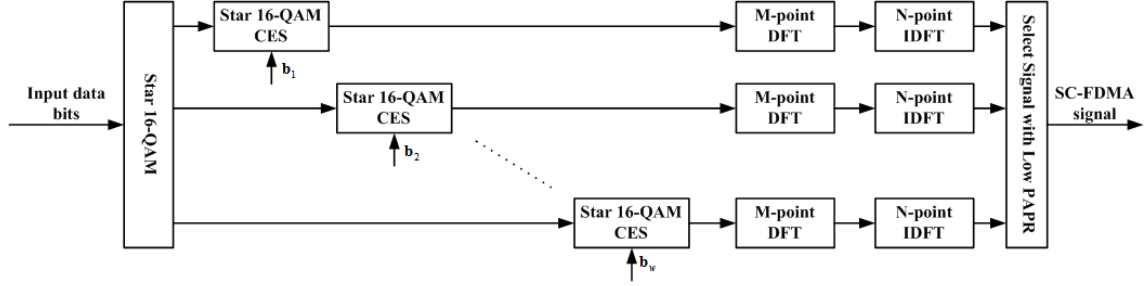 Input data
bits
Star 16-QAM
Star 16-QAM
CES
b₁
M-point
DFT
N-point
IDFT
Star 16-QAM
CES
b₂
M-point
DFT
N-point
IDFT
Star 16-QAM
CES
b_w
M-point
DFT
N-point
IDFT
Select Signal with Low PAPR
SC-FDMA
signal